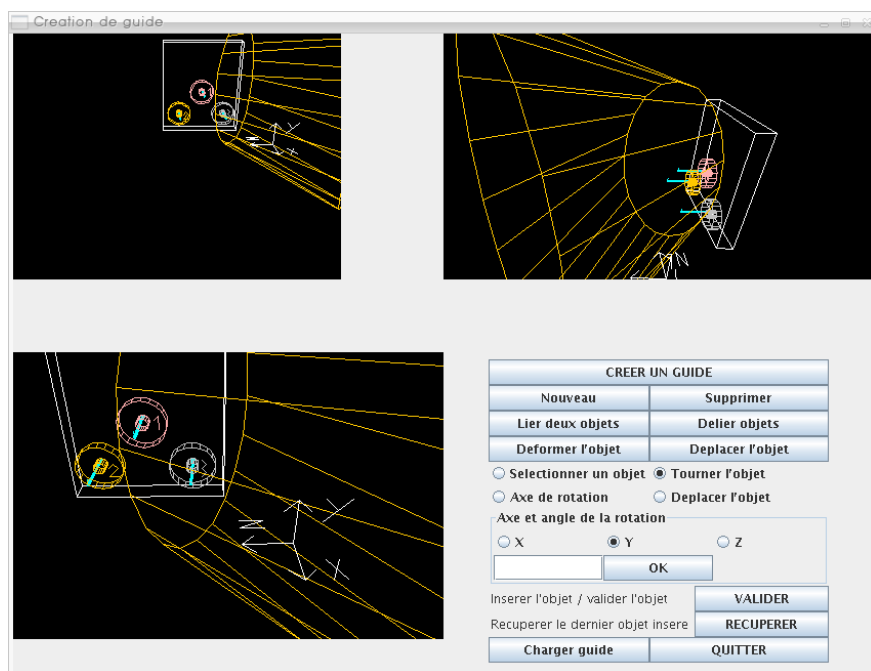 Creation de guide
Z
Y
X
N
1
2
Z
Y
X
CREER UN GUIDE
Nouveau Supprimer
Lier deux objets Delier objets
Deformer l'objet Deplacer l'objet
Selectionner un objet Tourner l'objet
Axe de rotation Deplacer l'objet
Axe et angle de la rotation
X Y Z
OK
Inserer l'objet / valider l'objet VALIDER
Recuperer le dernier objet insere RECUPERER
Charger guide QUITTER